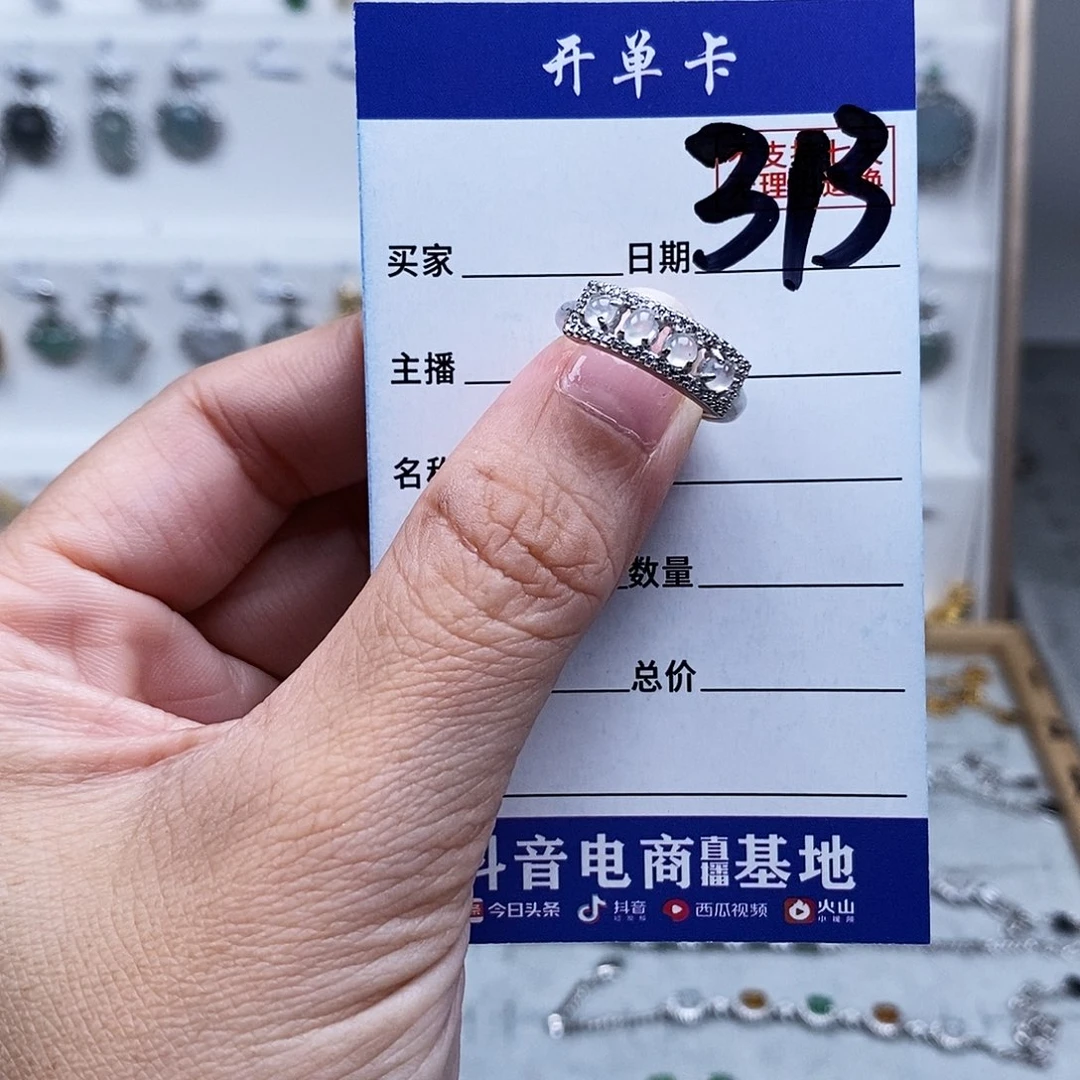 开单卡
313
买家 日期
主播
数量
总价
音电商直播基地
今日头条 抖音 西瓜视频 火山